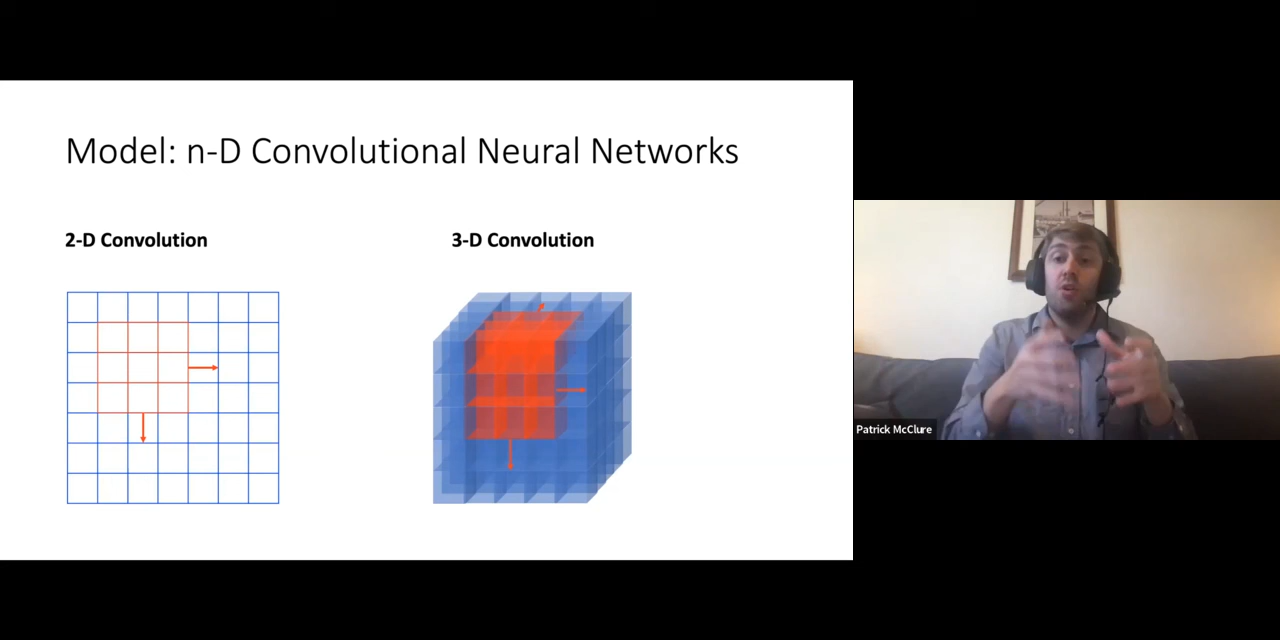 Model: n-D Convolutional Neural Networks
2-D Convolution
3-D Convolution
Patrick McClure